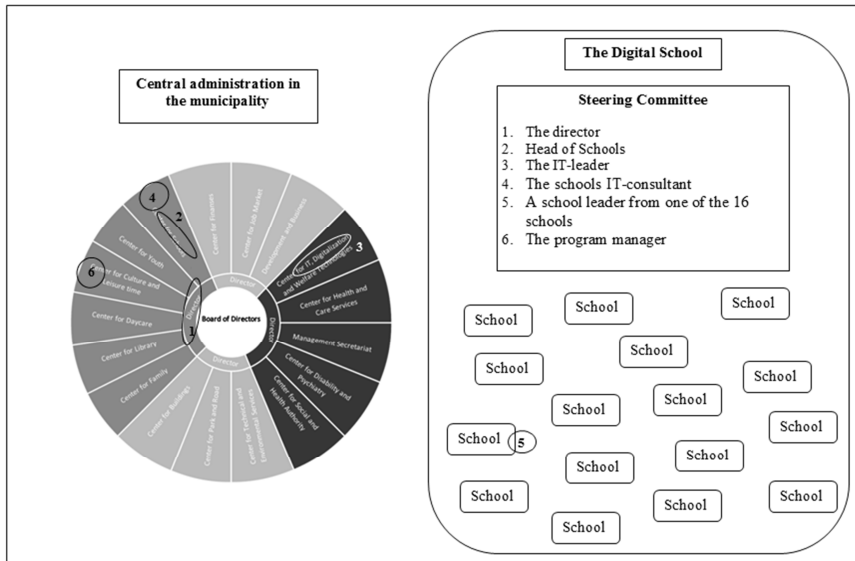 Central administration in
the municipality
4
2
6
1
3
Center for Finances
Center for Job Market
Development and Business
Center for IT, Digitalization
and Welfare Technologies
Center for Health and
Care Services
Management Secretariat
Center for Disability and
Psychiatry
Center for Social and
Health Authority
Center for Technical and
Environmental Services
Center for Park and Road
Center for Buildings
Center for Family
Center for Library
Center for Daycare
Center for Culture and
Leisure time
Center for Youth
Director
Director
Director
Director
Board of Directors
The Digital School
Steering Committee
1. The director
2. Head of Schools
3. The IT-leader
4. The schools IT-consultant
5. A school leader from one of the 16
schools
6. The program manager
School
School
School
School
School
School
School
School
School
School
5
School
School
School
School
School
School